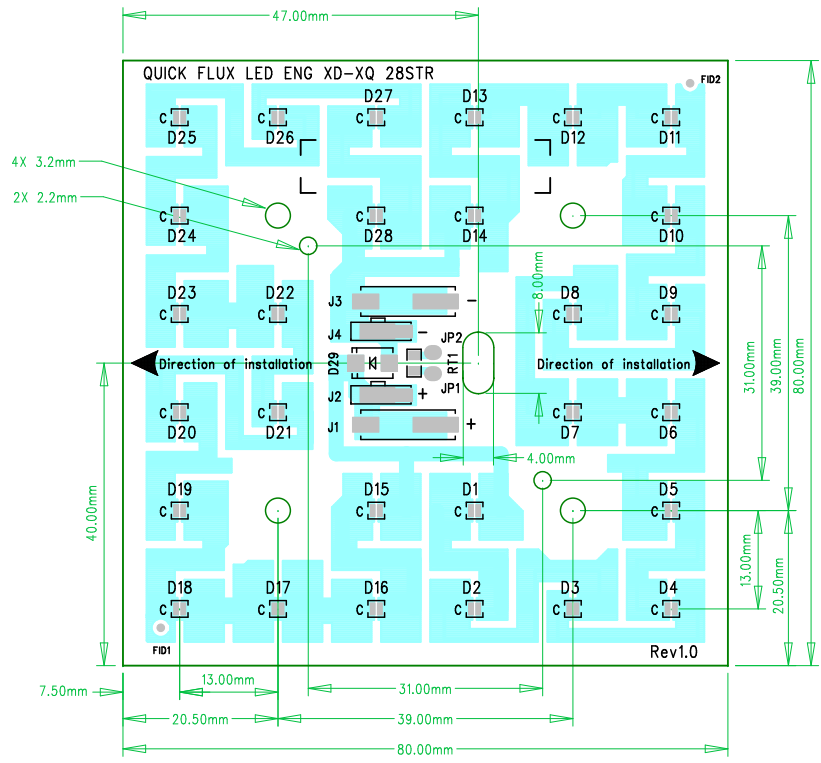 47.00mm
QUICK FLUX LED ENG XD-XQ 28STR
FID2
D27 D13
C C C C C C
D25 D26 D12 D11
4X 3.2mm
2X 2.2mm
C C C C
D24 D28 D14 D10
8.00mm
31.00mm
39.00mm
80.00mm
D23 D22 D8 D9
J3 −
C C C C
J4 − JP2
Direction of installation D29 RT1 Direction of installation
J2 + JP1
C C C C
D20 D21 J1 + D7 D6
4.00mm
40.00mm
D19 D15 D1 D5
C C C C
13.00mm
20.50mm
D18 D17 D16 D2 D3 D4
C C C C C C
FID1 Rev1.0
7.50mm 13.00mm 31.00mm
20.50mm 39.00mm
80.00mm